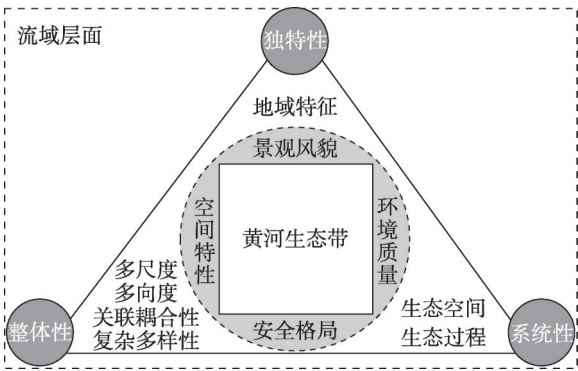 流域层面
独特性
地域特征
景观风貌
空间特性
黄河生态带
环境质量
多尺度
多向度
关联耦合性
复杂多样性
安全格局
生态空间
生态过程
整体性
系统性